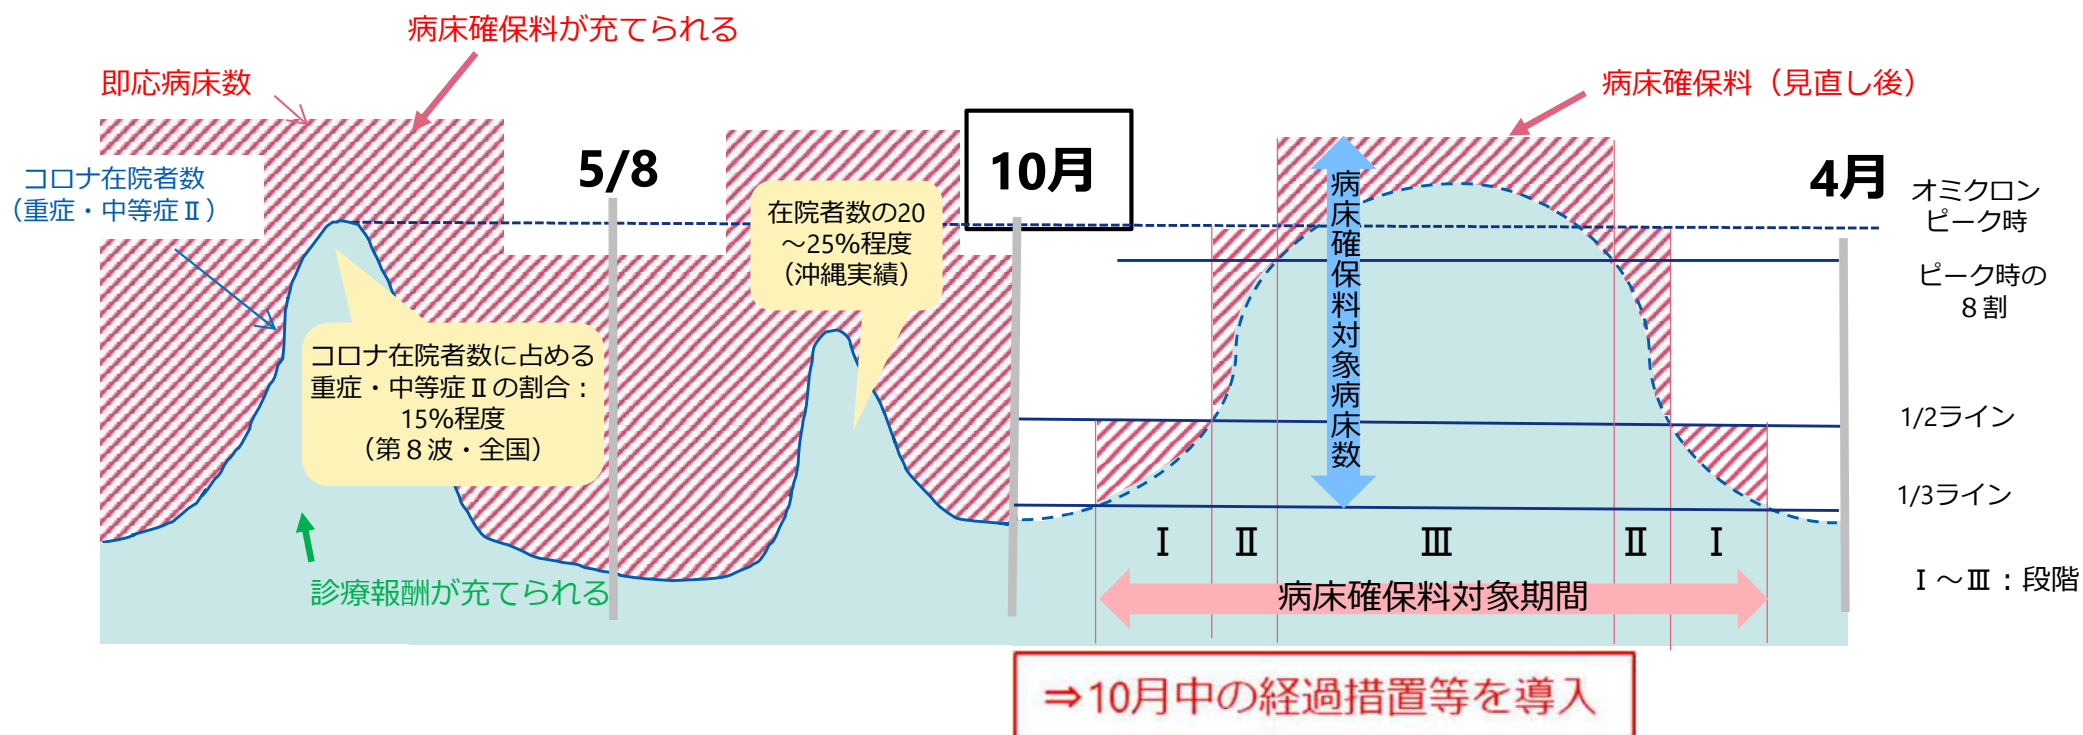 病床確保料が充てられる
即応病床数
コロナ在院者数
（重症・中等症Ⅱ）
5/8
在院者数の20
～25%程度
（沖縄実績）
コロナ在院者数に占める
重症・中等症Ⅱの割合：
15%程度
（第８波・全国）
診療報酬が充てられる
10月
病床確保料（見直し後）
4月
オミクロン
ピーク時
ピーク時の
８割
1/2ライン
1/3ライン
病床確保料対象病床数
Ⅰ Ⅱ Ⅲ Ⅱ Ⅰ
病床確保料対象期間
Ⅰ～Ⅲ：段階
⇒10月中の経過措置等を導入